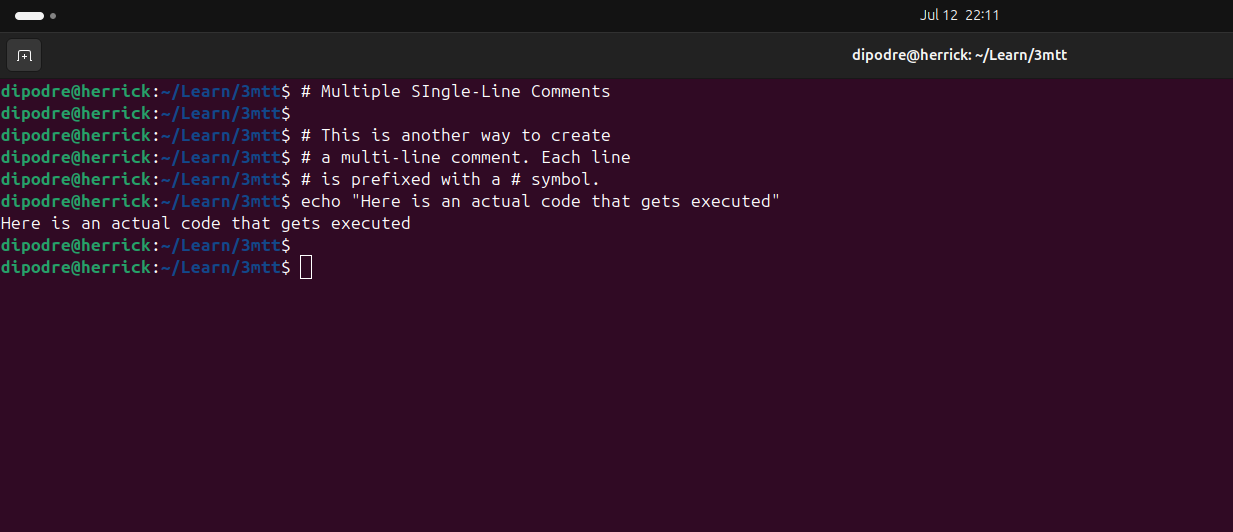 Jul 12 22:11
dipodre@herrick: ~/Learn/3mtt
dipodre@herrick:~/Learn/3mtt$ # Multiple SIngle-Line Comments
dipodre@herrick:~/Learn/3mtt$
dipodre@herrick:~/Learn/3mtt$ # This is another way to create
dipodre@herrick:~/Learn/3mtt$ # a multi-line comment. Each line
dipodre@herrick:~/Learn/3mtt$ # is prefixed with a # symbol.
dipodre@herrick:~/Learn/3mtt$ echo "Here is an actual code that gets executed"
Here is an actual code that gets executed
dipodre@herrick:~/Learn/3mtt$
dipodre@herrick:~/Learn/3mtt$